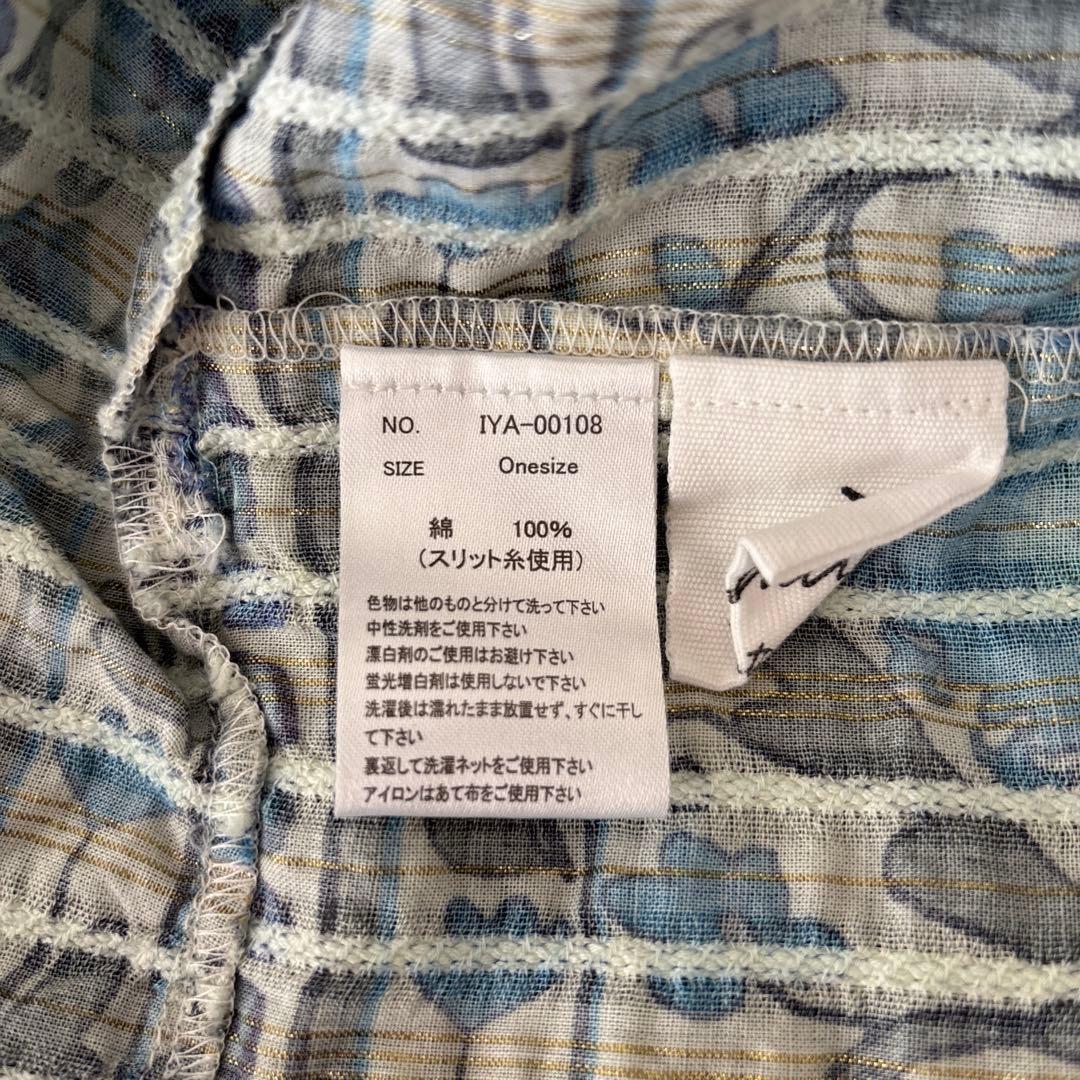 NO. IYA-00108
SIZE Onesize
綿 100%
(スリット糸使用)
色物は他のものと分けて洗って下さい
中性洗剤をご使用下さい
漂白剤のご使用はお避け下さい
蛍光増白剤は使用しないで下さい
洗濯後は濡れたまま放置せず、すぐに干し
て下さい
裏返して洗濯ネットをご使用下さい
アイロンはあて布をご使用下さい